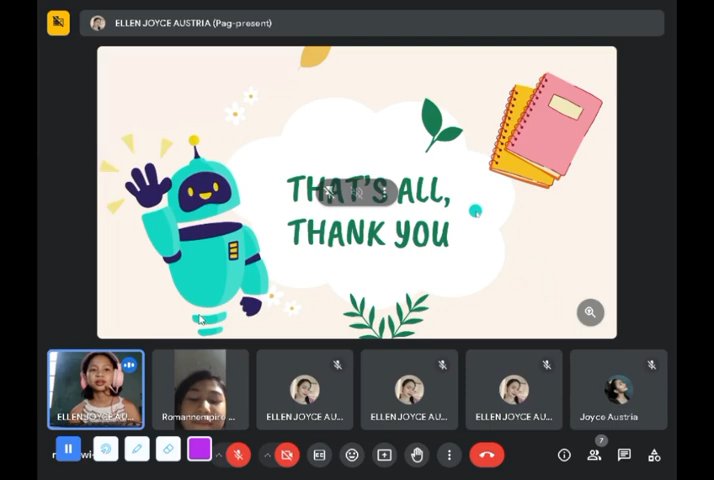 ELLEN JOYCE AUSTRIA (Pag-present)
THAT'S ALL,
THANK YOU
ELLEN JOYCE AU...
Romannempire ...
ELLEN JOYCE AU...
ELLEN JOYCE AU...
ELLEN JOYCE AU...
Joyce Austria
7